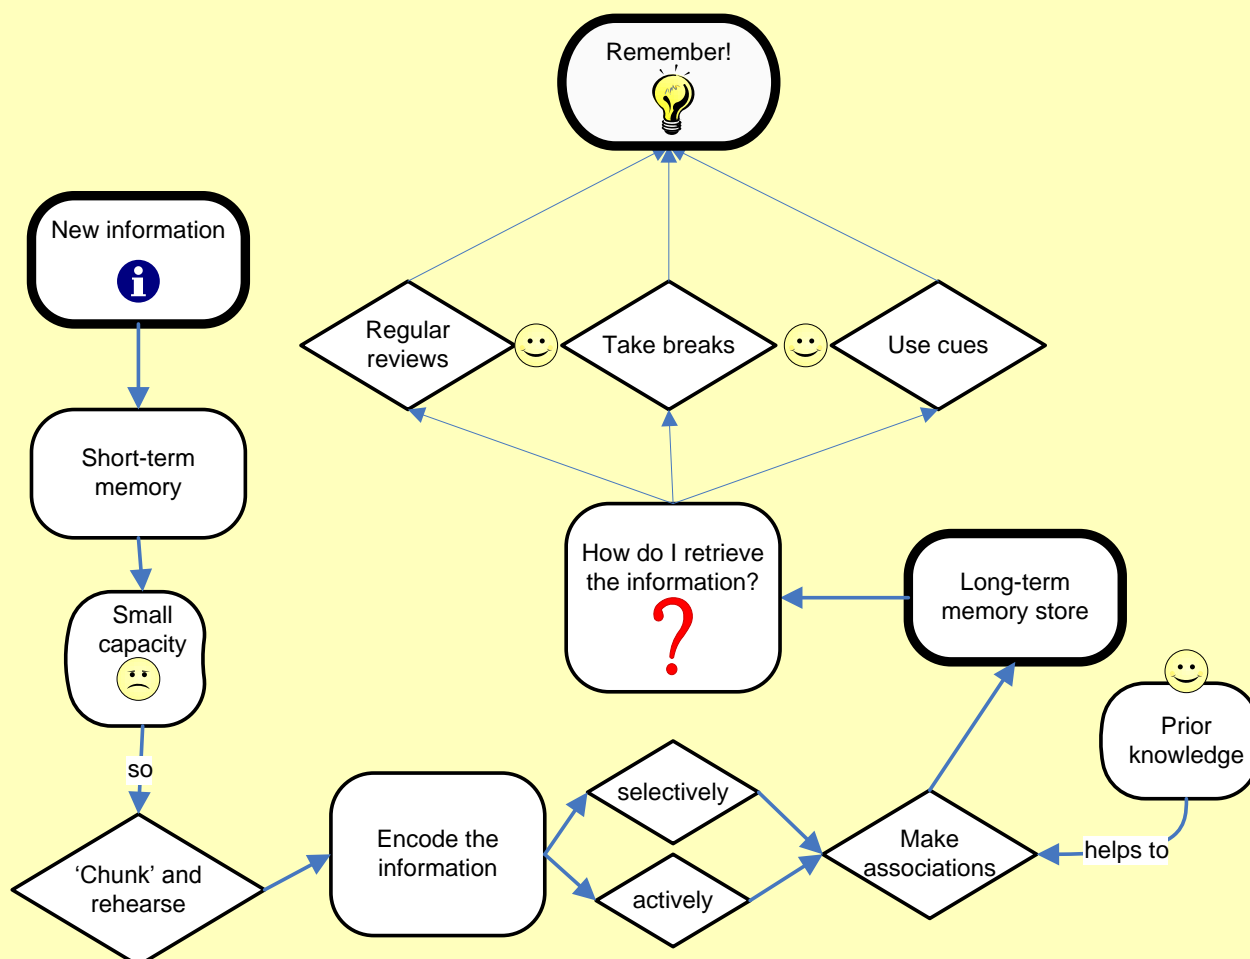 Remember!
New information
i
Regular
reviews
Take breaks
Use cues
Short-term
memory
How do I retrieve
the information?
?
Long-term
memory store
Small
capacity
Prior
knowledge
so
selectively
Encode the
information
Make
associations
helps to
‘Chunk’ and
rehearse
actively